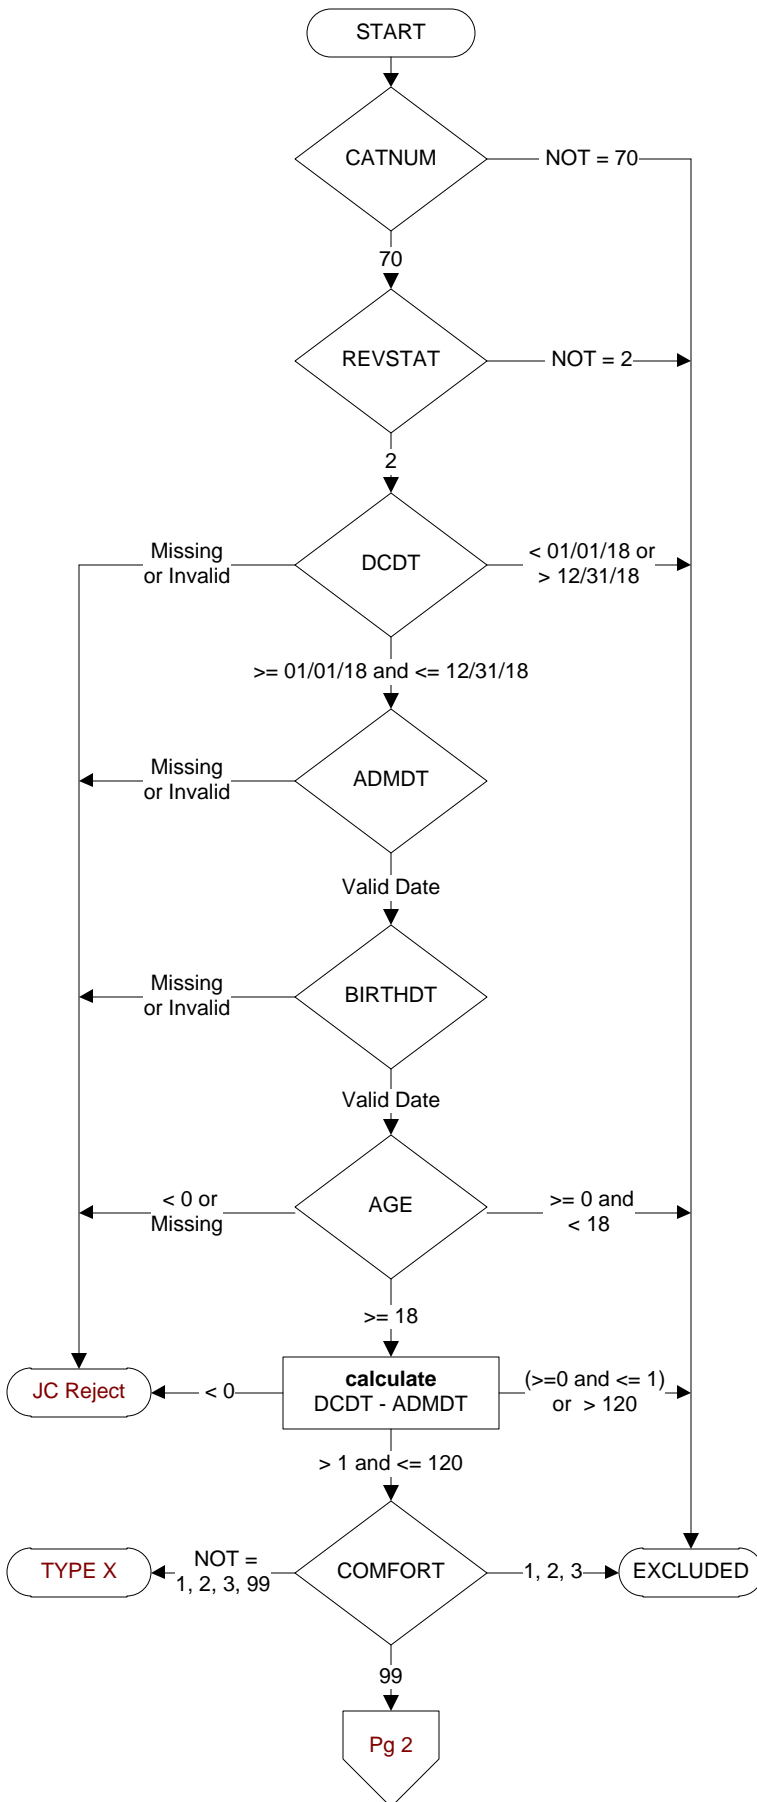 START
CATNUM
NOT = 70
70
REVSTAT
NOT = 2
2
Missing
or Invalid
DCDT
< 01/01/18 or
> 12/31/18
>= 01/01/18 and <= 12/31/18
Missing
or Invalid
ADMDT
Valid Date
Missing
or Invalid
BIRTHDT
Valid Date
< 0 or
Missing
AGE
>= 0 and
< 18
>= 18
JC Reject
< 0
calculate
DCDT - ADMDT
(>=0 and <= 1)
or > 120
> 1 and <= 120
TYPE X
NOT =
1, 2, 3, 99
COMFORT
1, 2, 3
EXCLUDED
99
Pg 2